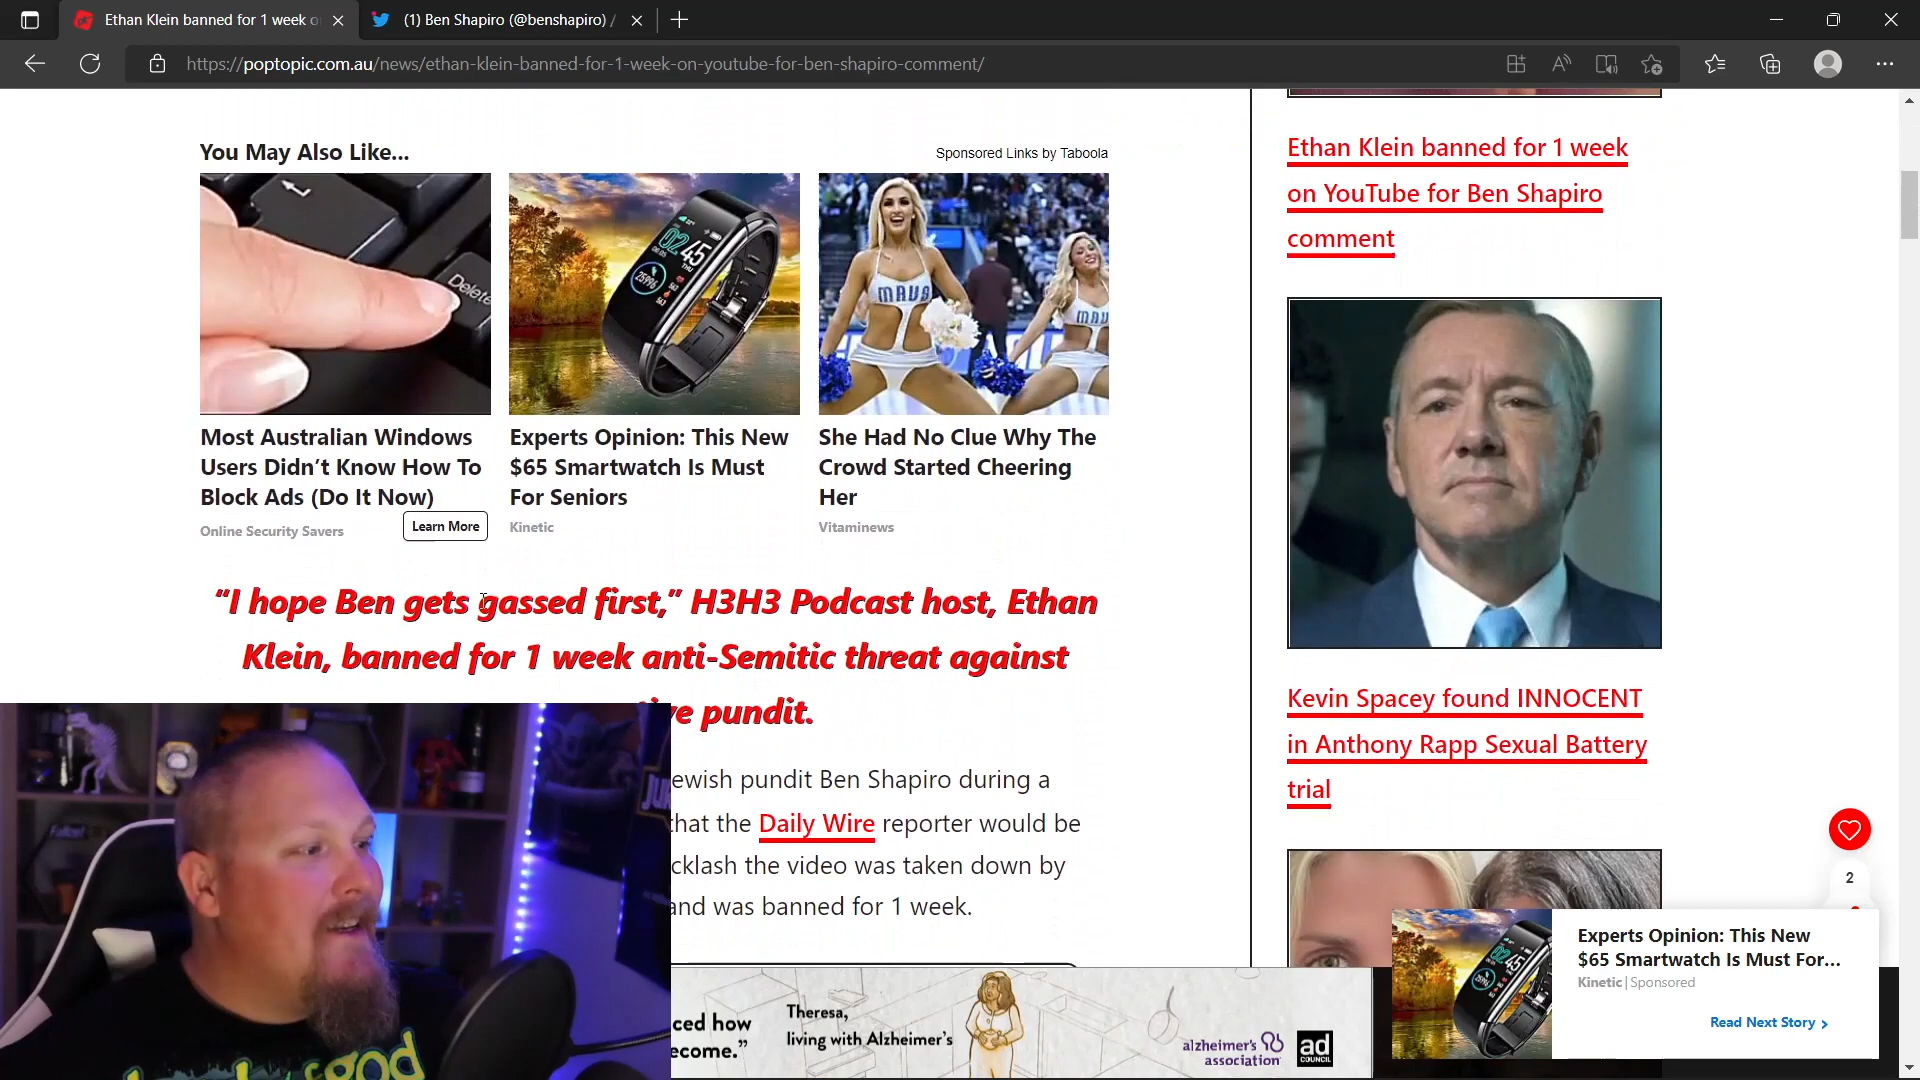 Ethan Klein banned for 1 week o
(1) Ben Shapiro (@benshapiro) /
https://poptopic.com.au/news/ethan-klein-banned-for-1-week-on-youtube-for-ben-shapiro-comment/
You May Also Like...
Sponsored Links by Taboola
Delete
02
45
25996
MAVS
Most Australian Windows
Users Didn't Know How To
Block Ads (Do It Now)
Online Security Savers
Learn More
Experts Opinion: This New
$65 Smartwatch Is Must
For Seniors
Kinetic
She Had No Clue Why The
Crowd Started Cheering
Her
Vitaminews
"I hope Ben gets gassed first," H3H3 Podcast host, Ethan
Klein, banned for 1 week anti-Semitic threat against
ive pundit.
ewish pundit Ben Shapiro during a
that the Daily Wire reporter would be
cklash the video was taken down by
and was banned for 1 week.
Ethan Klein banned for 1 week
on YouTube for Ben Shapiro
comment
Kevin Spacey found INNOCENT
in Anthony Rapp Sexual Battery
trial
2
ced how
ecome."
Theresa,
living with Alzheimer's
alzheimer's
association
ad
COUNCIL
Experts Opinion: This New
$65 Smartwatch Is Must For...
Kinetic | Sponsored
Read Next Story >